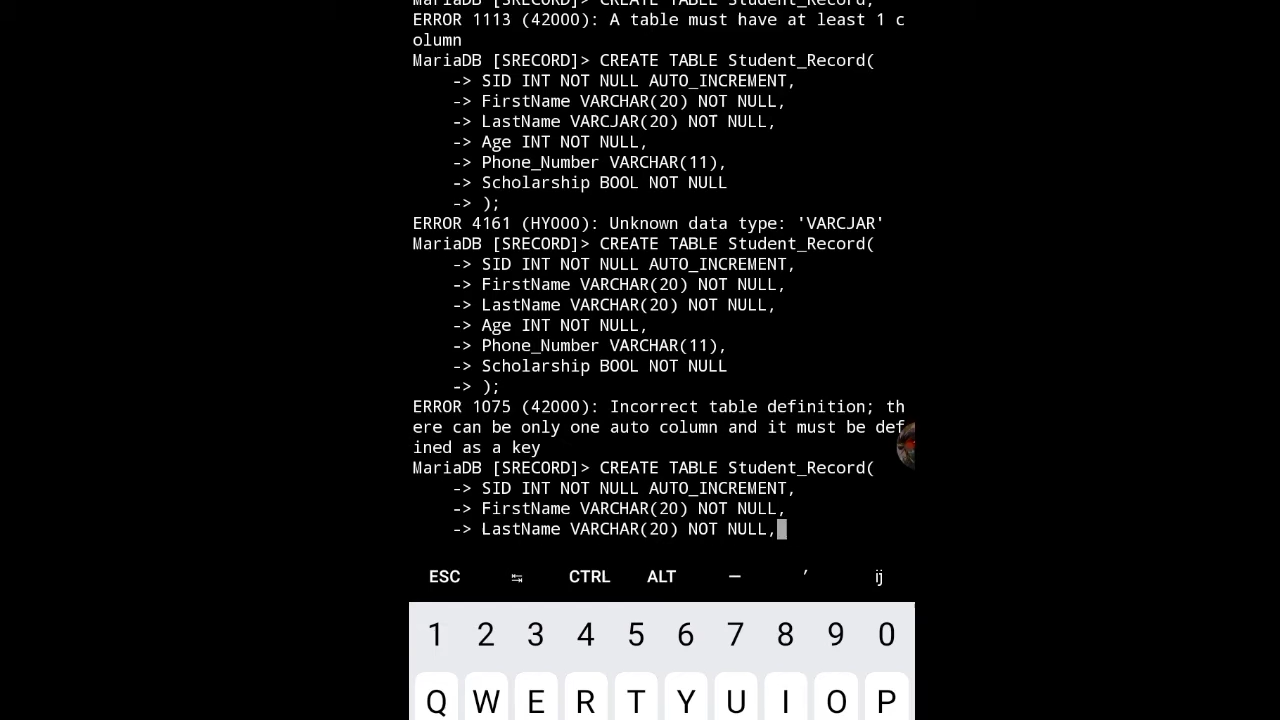 MariaDB [SRECORD]> CREATE TABLE Student_Record;
ERROR 1113 (42000): A table must have at least 1 c
olumn
MariaDB [SRECORD]> CREATE TABLE Student_Record(
-> SID INT NOT NULL AUTO_INCREMENT,
-> FirstName VARCHAR(20) NOT NULL,
-> LastName VARCJAR(20) NOT NULL,
-> Age INT NOT NULL,
-> Phone_Number VARCHAR(11),
-> Scholarship BOOL NOT NULL
-> );
ERROR 4161 (HY000): Unknown data type: 'VARCJAR'
MariaDB [SRECORD]> CREATE TABLE Student_Record(
-> SID INT NOT NULL AUTO_INCREMENT,
-> FirstName VARCHAR(20) NOT NULL,
-> LastName VARCHAR(20) NOT NULL,
-> Age INT NOT NULL,
-> Phone_Number VARCHAR(11),
-> Scholarship BOOL NOT NULL
-> );
ERROR 1075 (42000): Incorrect table definition; th
ere can be only one auto column and it must be def
ined as a key
MariaDB [SRECORD]> CREATE TABLE Student_Record(
-> SID INT NOT NULL AUTO_INCREMENT,
-> FirstName VARCHAR(20) NOT NULL,
-> LastName VARCHAR(20) NOT NULL,
ESC ↹ CTRL ALT — ′ ij
1 2 3 4 5 6 7 8 9 0
Q W E R T Y U I O P